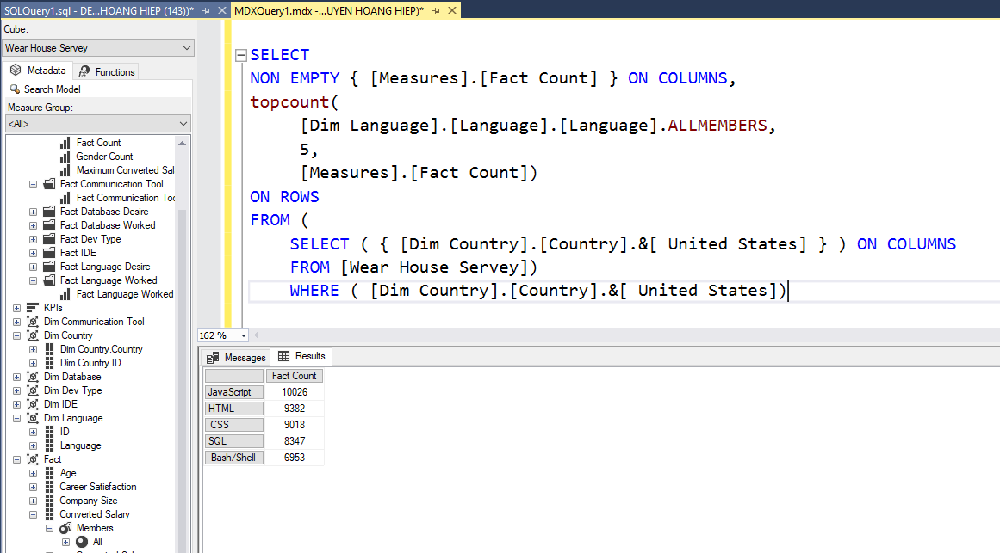 SQLQuery1.sql - DE...HOANG HIEP (143))*
MDXQuery1.mdx -...UYEN HOANG HIEP)*
Cube:
Wear House Servey
Metadata
Functions
Search Model
Measure Group:
<All>
Fact Count
Gender Count
Maximum Converted Sal
Fact Communication Tool
Fact Communication Too
Fact Database Desire
Fact Database Worked
Fact Dev Type
Fact IDE
Fact Language Desire
Fact Language Worked
Fact Language Worked
KPIs
Dim Communication Tool
Dim Country
Dim Country.Country
Dim Country.ID
Dim Database
Dim Dev Type
Dim IDE
Dim Language
ID
Language
Fact
Age
Career Satisfaction
Company Size
Converted Salary
Members
All
SELECT
NON EMPTY { [Measures].[Fact Count] } ON COLUMNS,
topcount(
[Dim Language].[Language].[Language].ALLMEMBERS,
5,
[Measures].[Fact Count])
ON ROWS
FROM (
SELECT ( { [Dim Country].[Country].&[ United States] } ) ON COLUMNS
FROM [Wear House Servey])
WHERE ( [Dim Country].[Country].&[ United States])
162 %
Messages
Results
Fact Count
JavaScript 10026
HTML 9382
CSS 9018
SQL 8347
Bash/Shell 6953